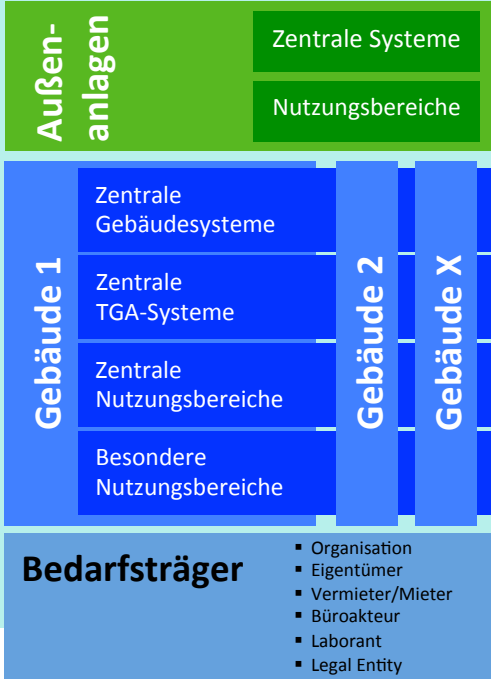 Außen-
anlagen
Zentrale Systeme
Nutzungsbereiche
Gebäude 1
Zentrale
Gebäudesysteme
Zentrale
TGA-Systeme
Zentrale
Nutzungsbereiche
Besondere
Nutzungsbereiche
Gebäude 2
Gebäude X
Bedarfsträger
▪ Organisation
▪ Eigentümer
▪ Vermieter/Mieter
▪ Büroakteur
▪ Laborant
▪ Legal Entity